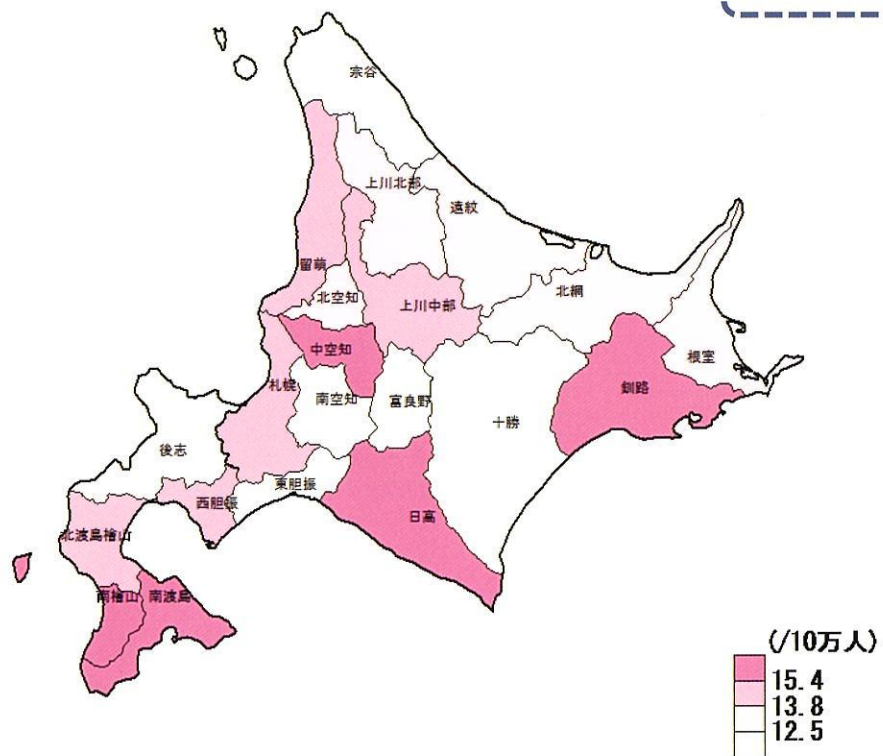 宗谷
上川北部
遠紋
留萌
北空知
上川中部
北網
中空知
根室
札幌
南空知
富良野
釧路
十勝
後志
東胆振
西胆振
日高
北渡島檜山
南檜山
南渡島
(/10万人)
15.4
13.8
12.5